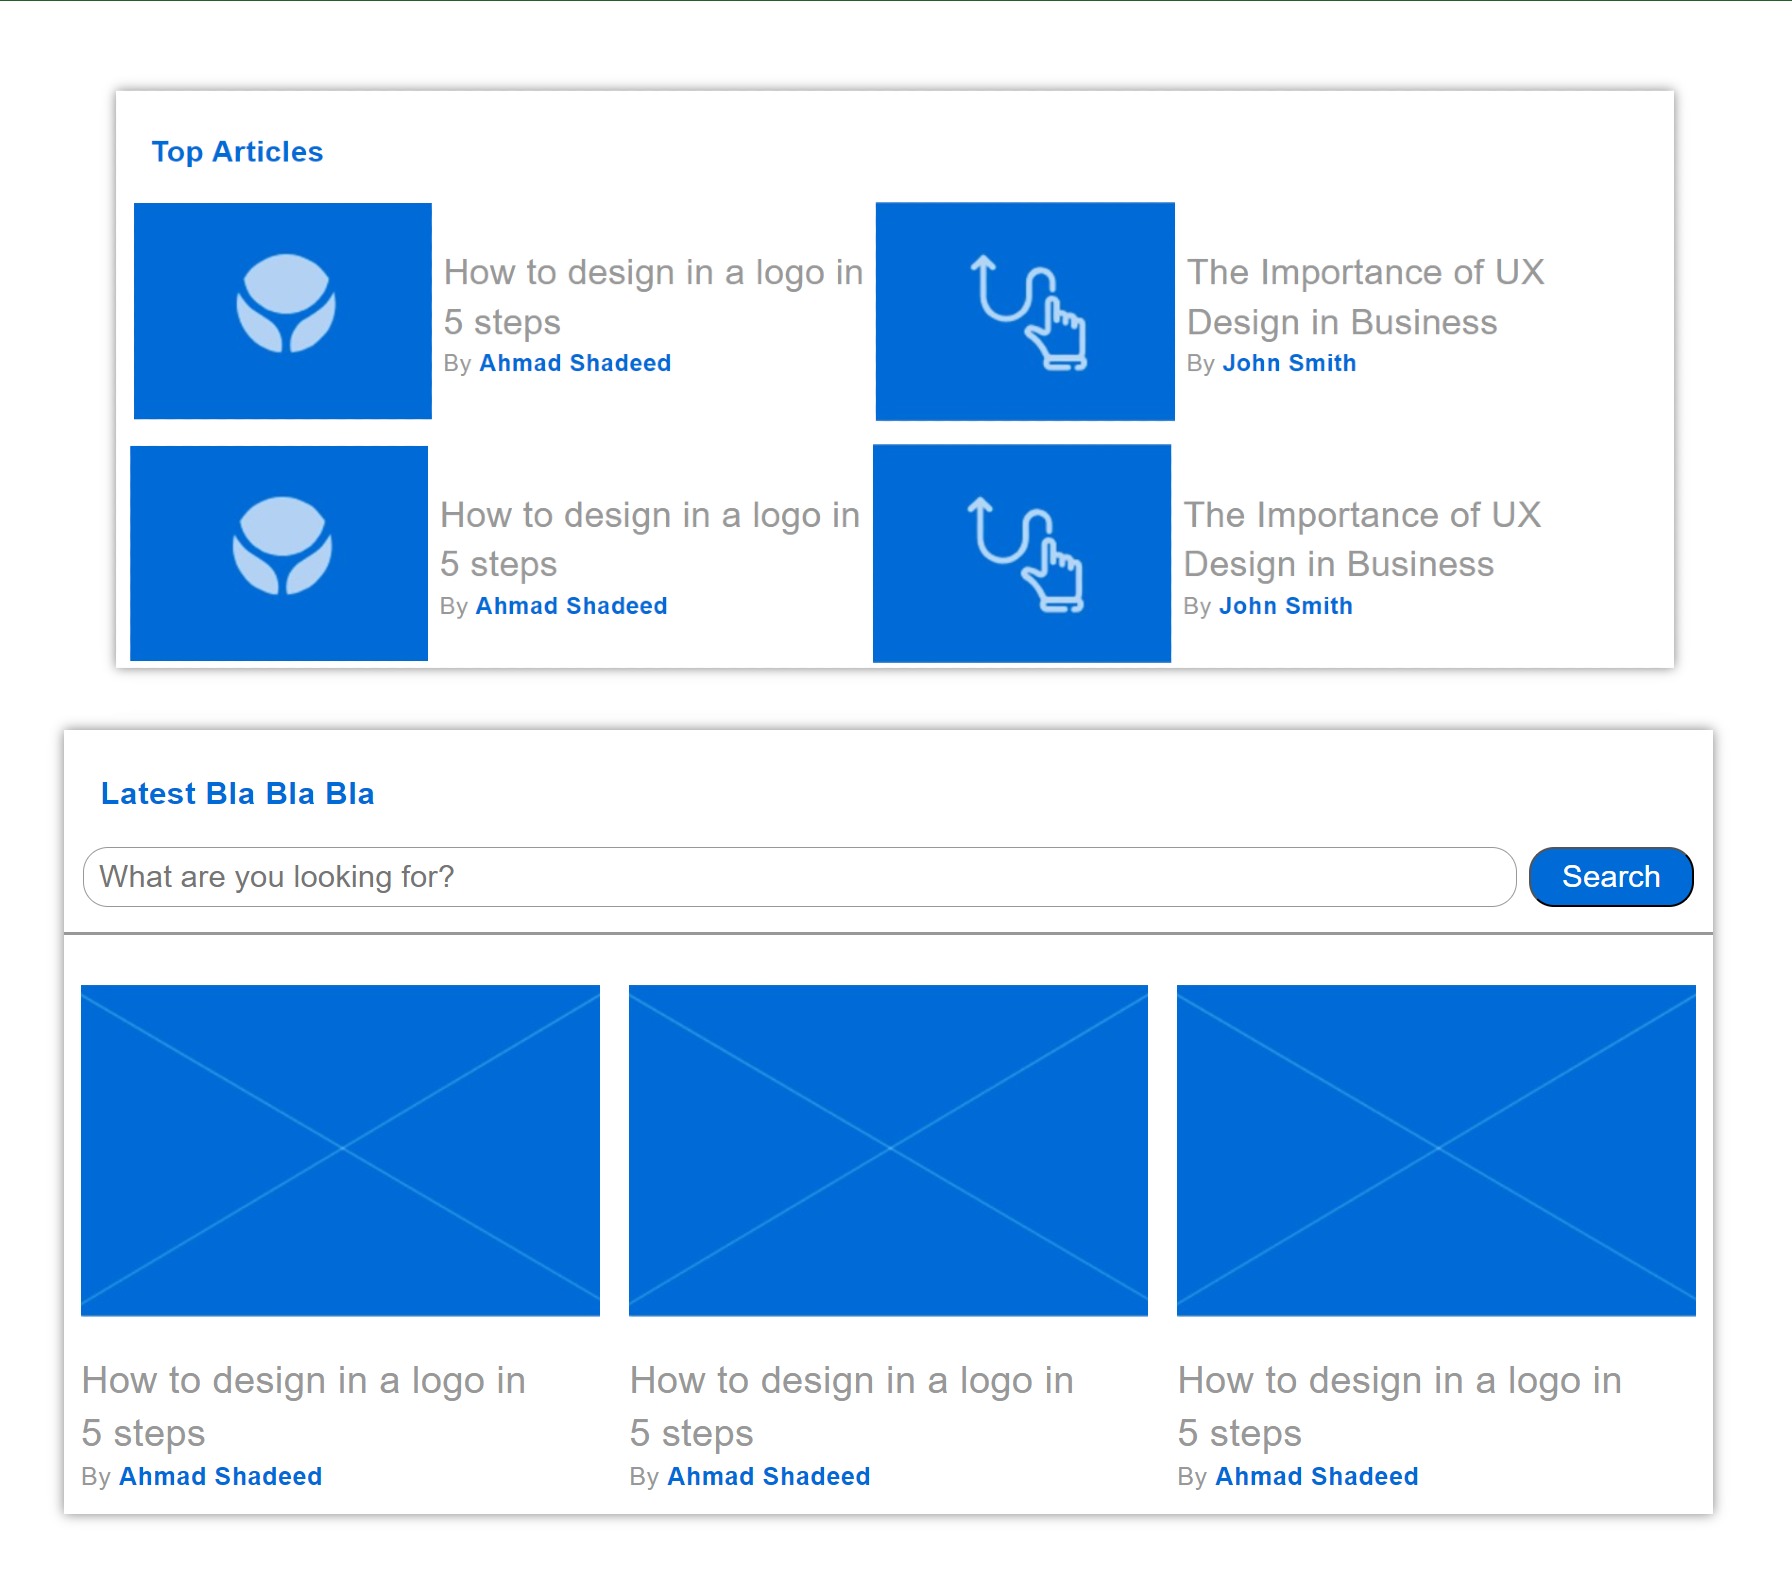 Top Articles
How to design in a logo in
5 steps
By Ahmad Shadeed
The Importance of UX
Design in Business
By John Smith
How to design in a logo in
5 steps
By Ahmad Shadeed
The Importance of UX
Design in Business
By John Smith
Latest Bla Bla Bla
What are you looking for?
Search
How to design in a logo in
5 steps
By Ahmad Shadeed
How to design in a logo in
5 steps
By Ahmad Shadeed
How to design in a logo in
5 steps
By Ahmad Shadeed